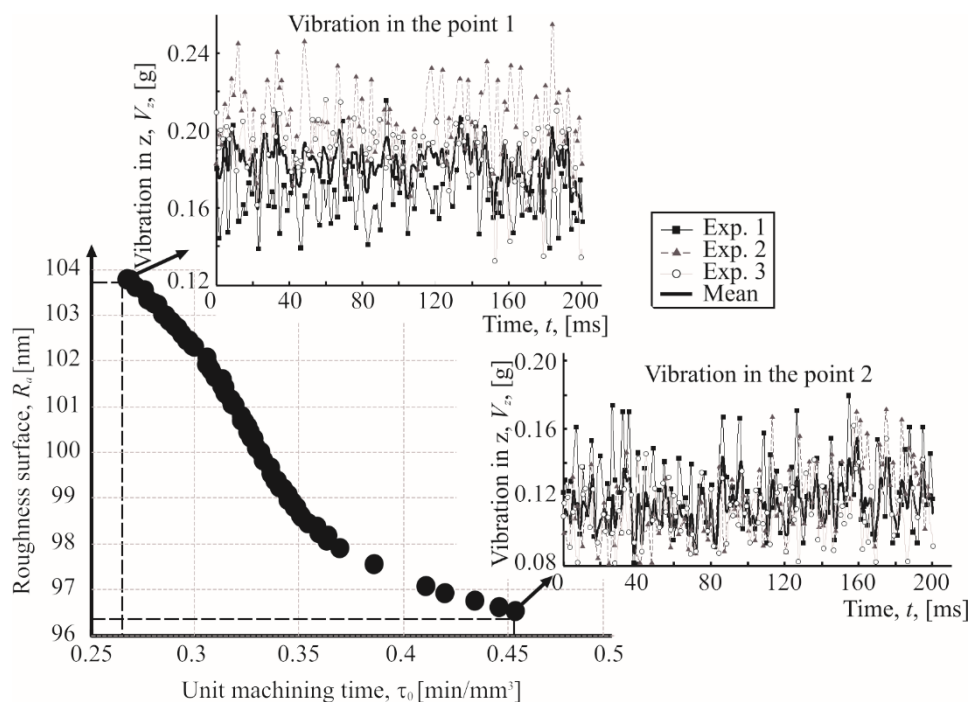 Vibration in the point 1
Vibration in z, Vz, [g]
0.24
0.20
0.16
0.12
0 40 80 120 160 200
Time, t, [ms]
Exp. 1
Exp. 2
Exp. 3
Mean
Roughness surface, Ra [nm]
104
103
102
101
100
99
98
97
96
0.25 0.3 0.35 0.4 0.45 0.5
Unit machining time, τ0 [min/mm³]
Vibration in the point 2
Vibration in z, Vz, [g]
0.20
0.16
0.12
0.08
0 40 80 120 160 200
Time, t, [ms]